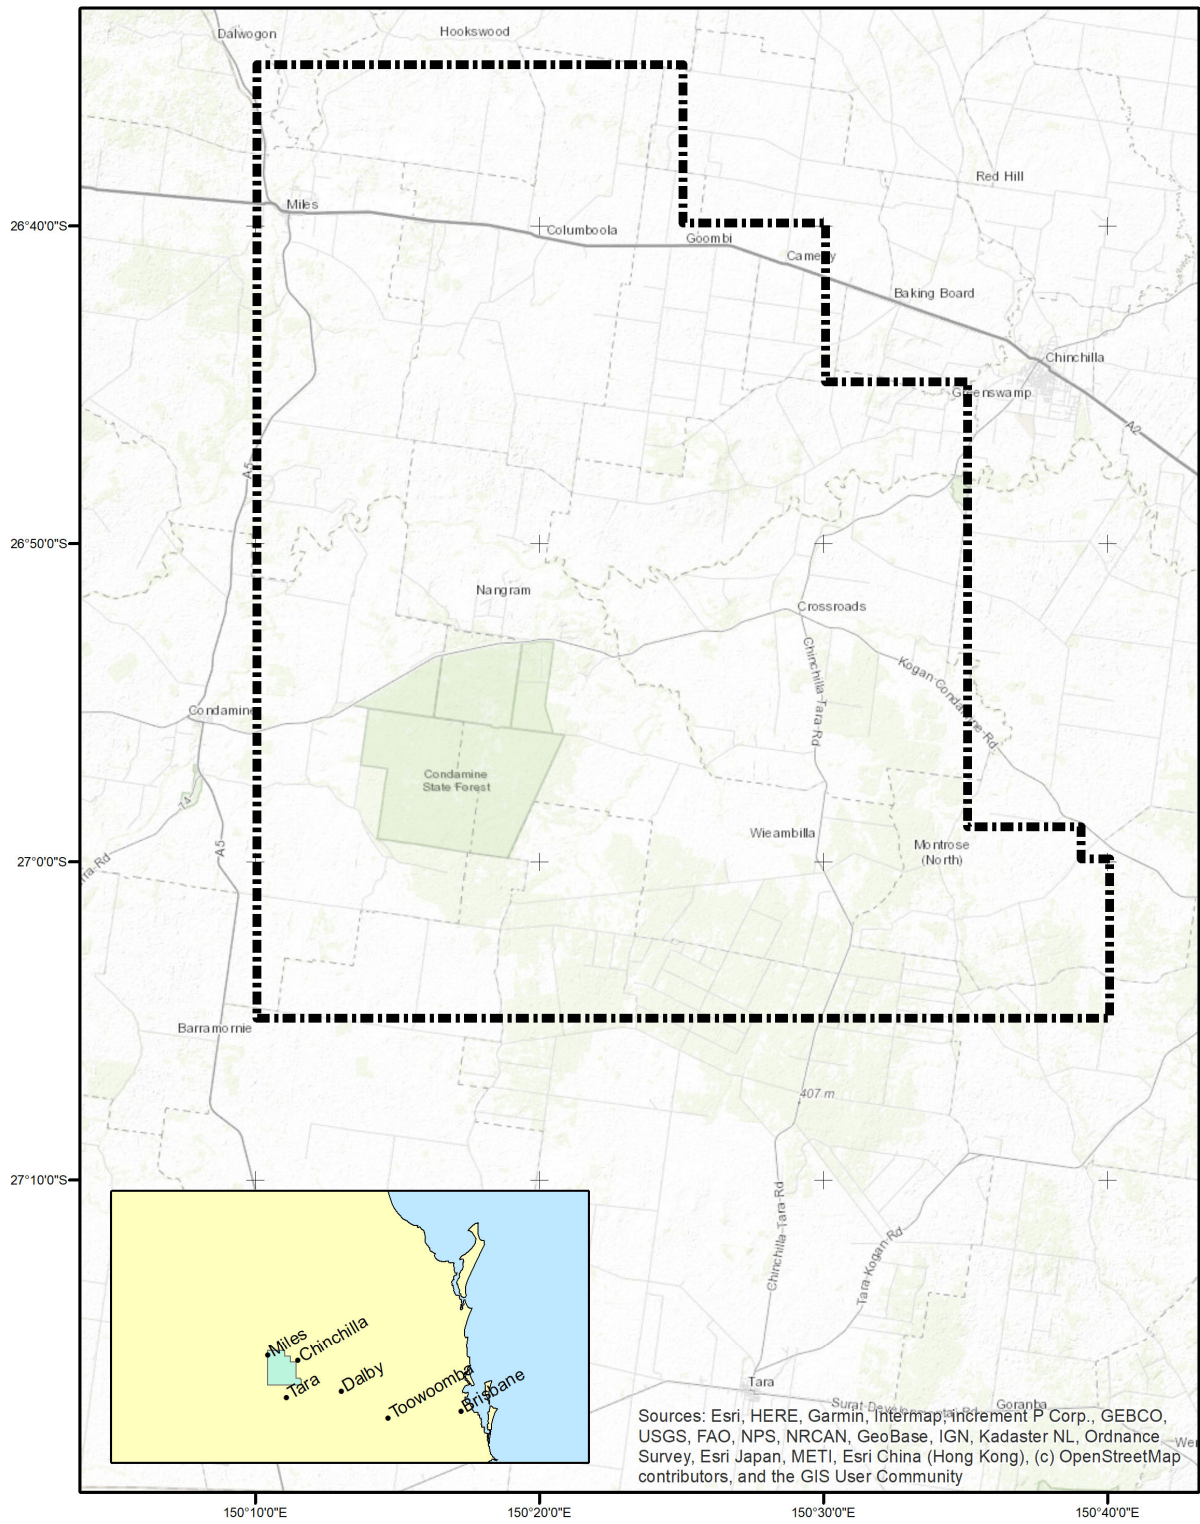 Dalwogon
Hookswood
Red Hill
Miles
26°40'0"S
Columboola
Goombi
Baking Board
Chinchilla
Greenswamp
A2
A5
26°50'0"S
Nangram
Crossroads
Chinchilla-Tara Rd
Kogan-Condamine-Rd
Condamine
Condamine
State Forest
74
A5
Wieambilla
Montrose
(North)
27°0'0"S
Barramornie
407 m
27°10'0"S
Chinchilla-Tara Rd
Tara-Kogan-Rd
Miles
Chinchilla
Tara
Dalby
Toowoomba
Brisbane
Tara
Surat-Developmental-Rd
Goranba
Sources: Esri, HERE, Garmin, Intermap, increment P Corp., GEBCO,
USGS, FAO, NPS, NRCAN, GeoBase, IGN, Kadaster NL, Ordnance
Survey, Esri Japan, METI, Esri China (Hong Kong), (c) OpenStreetMap
contributors, and the GIS User Community
150°10'0"E
150°20'0"E
150°30'0"E
150°40'0"E